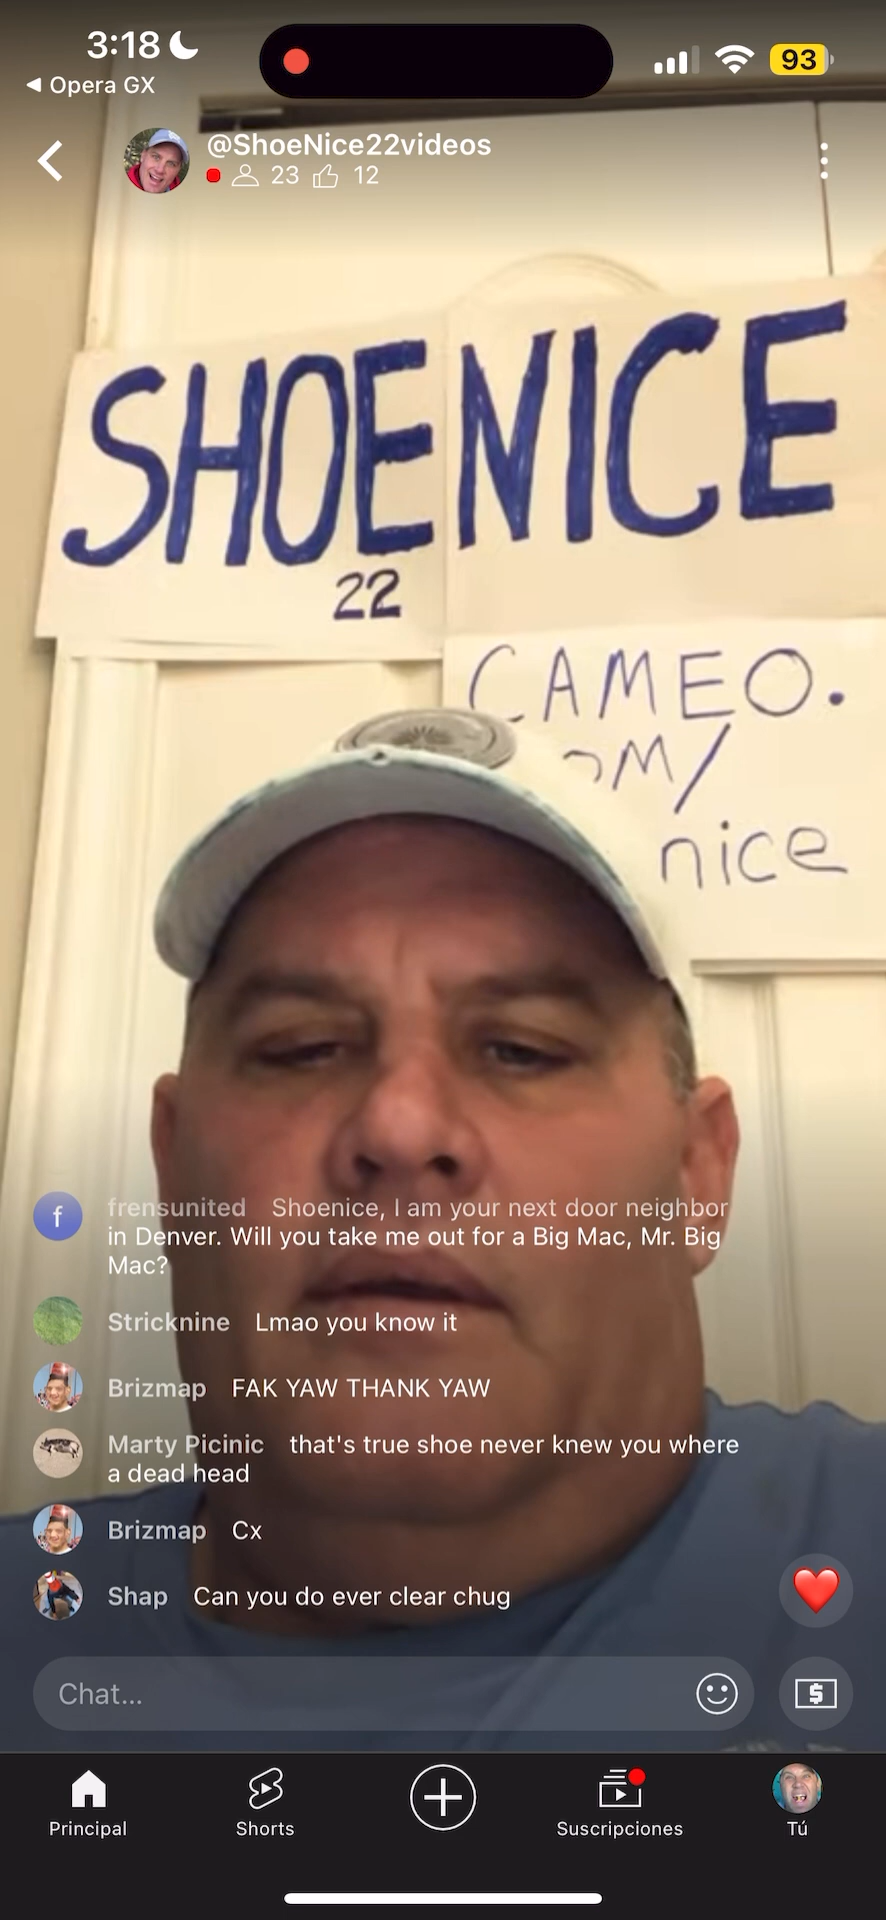 3:18
93
◀ Opera GX
@ShoeNice22videos
23 12
SHOENICE
22
CAMEO.
OM/
nice
frensunited Shoenice, I am your next door neighbor
in Denver. Will you take me out for a Big Mac, Mr. Big
Mac?
Stricknine Lmao you know it
Brizmap FAK YAW THANK YAW
Marty Picinic that's true shoe never knew you where
a dead head
Brizmap Cx
Shap Can you do ever clear chug
Chat...
Principal
Shorts
Suscripciones
Tú